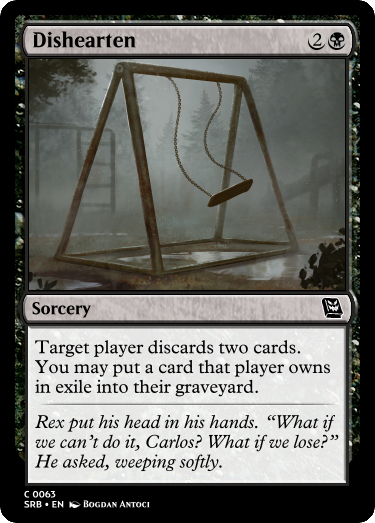 Dishearten 2
Sorcery
Target player discards two cards.
You may put a card that player owns
in exile into their graveyard.
Rex put his head in his hands. “What if
we can’t do it, Carlos? What if we lose?”
He asked, weeping softly.
C 0063
SRB • EN Bogdan Antoci